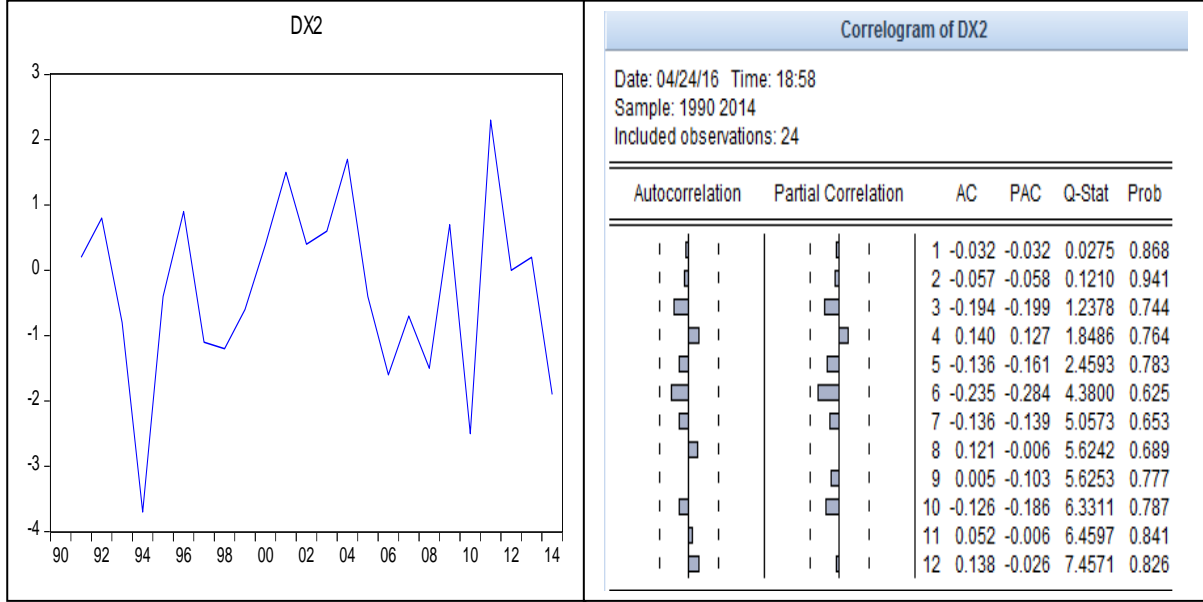 DX2
3
2
1
0
-1
-2
-3
-4
90 92 94 96 98 00 02 04 06 08 10 12 14
Correlogram of DX2
Date: 04/24/16 Time: 18:58
Sample: 1990 2014
Included observations: 24
Autocorrelation Partial Correlation AC PAC Q-Stat Prob
1 -0.032 -0.032 0.0275 0.868
2 -0.057 -0.058 0.1210 0.941
3 -0.194 -0.199 1.2378 0.744
4 0.140 0.127 1.8486 0.764
5 -0.136 -0.161 2.4593 0.783
6 -0.235 -0.284 4.3800 0.625
7 -0.136 -0.139 5.0573 0.653
8 0.121 -0.006 5.6242 0.689
9 0.005 -0.103 5.6253 0.777
10 -0.126 -0.186 6.3311 0.787
11 0.052 -0.006 6.4597 0.841
12 0.138 -0.026 7.4571 0.826